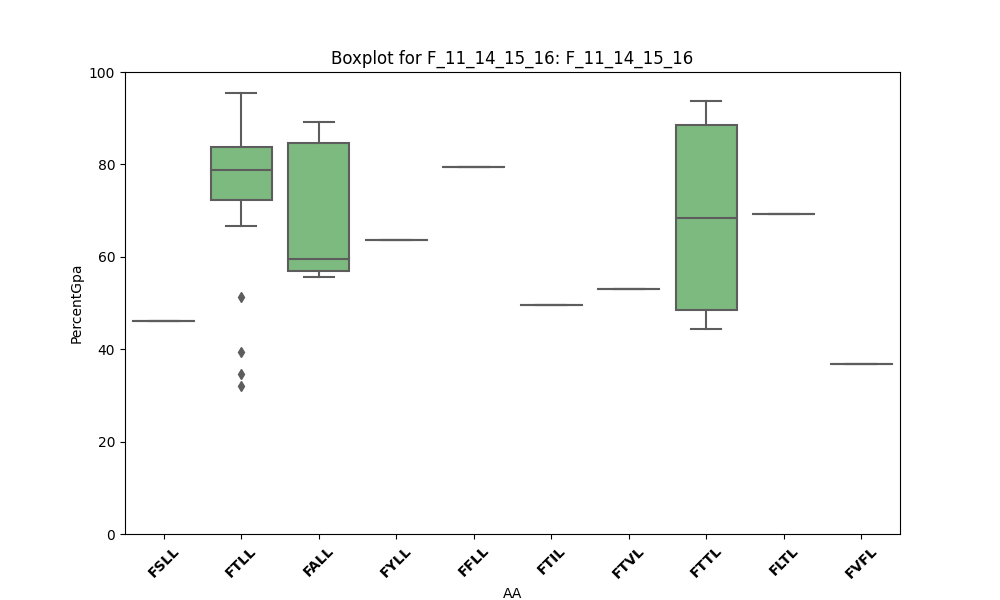 Boxplot for F_11_14_15_16: F_11_14_15_16
PercentGpa
100
80
60
40
20
0
FSLL FTLL FALL FYLL FFLL FTIL FTVL FTTL FLTL FVFL
AA